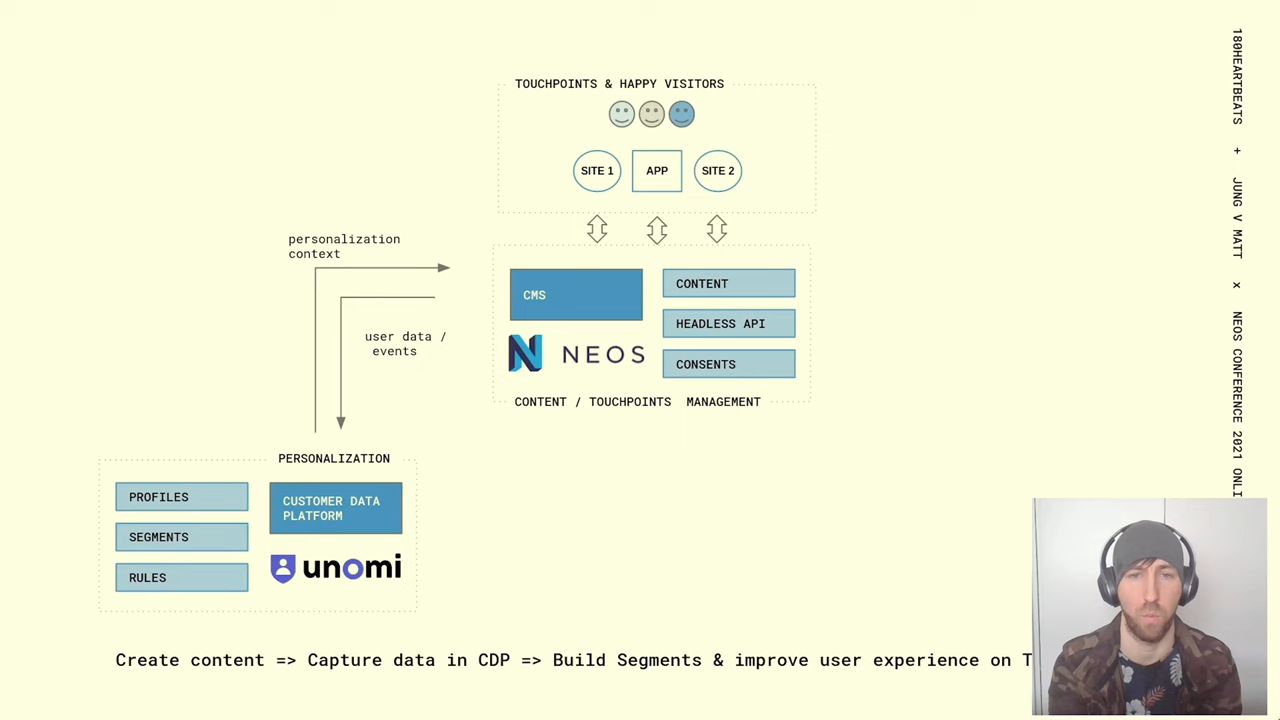 TOUCHPOINTS & HAPPY VISITORS
SITE 1
APP
SITE 2
personalization
context
user data /
events
CMS
NEOS
CONTENT
HEADLESS API
CONSENTS
CONTENT / TOUCHPOINTS MANAGEMENT
PERSONALIZATION
PROFILES
SEGMENTS
RULES
CUSTOMER DATA
PLATFORM
unomi
Create content => Capture data in CDP => Build Segments & improve user experience on
180HEARTBEATS + JUNG V MATT x NEOS CONFERENCE 2021